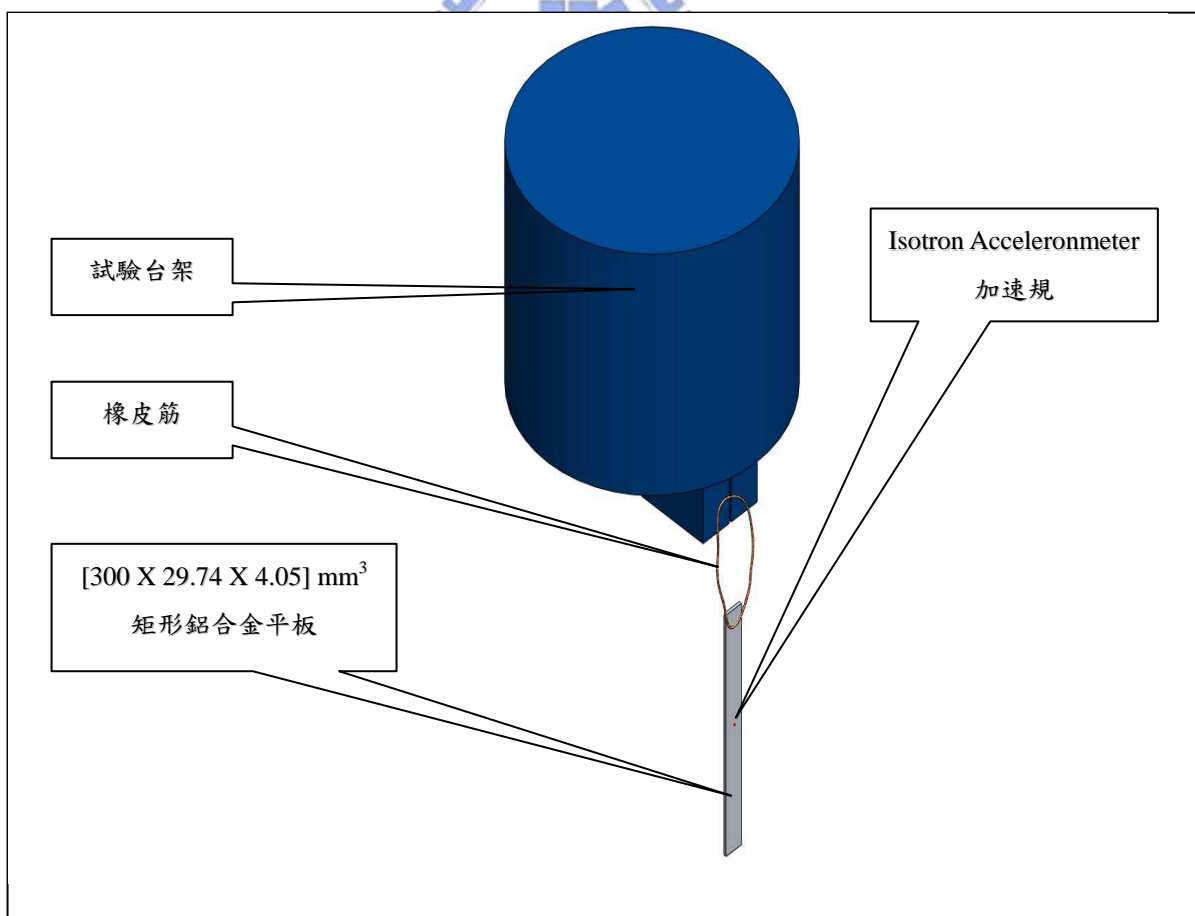 試驗台架
Isotron Acceleronmeter
加速規
橡皮筋
[300 X 29.74 X 4.05] mm³
矩形鋁合金平板